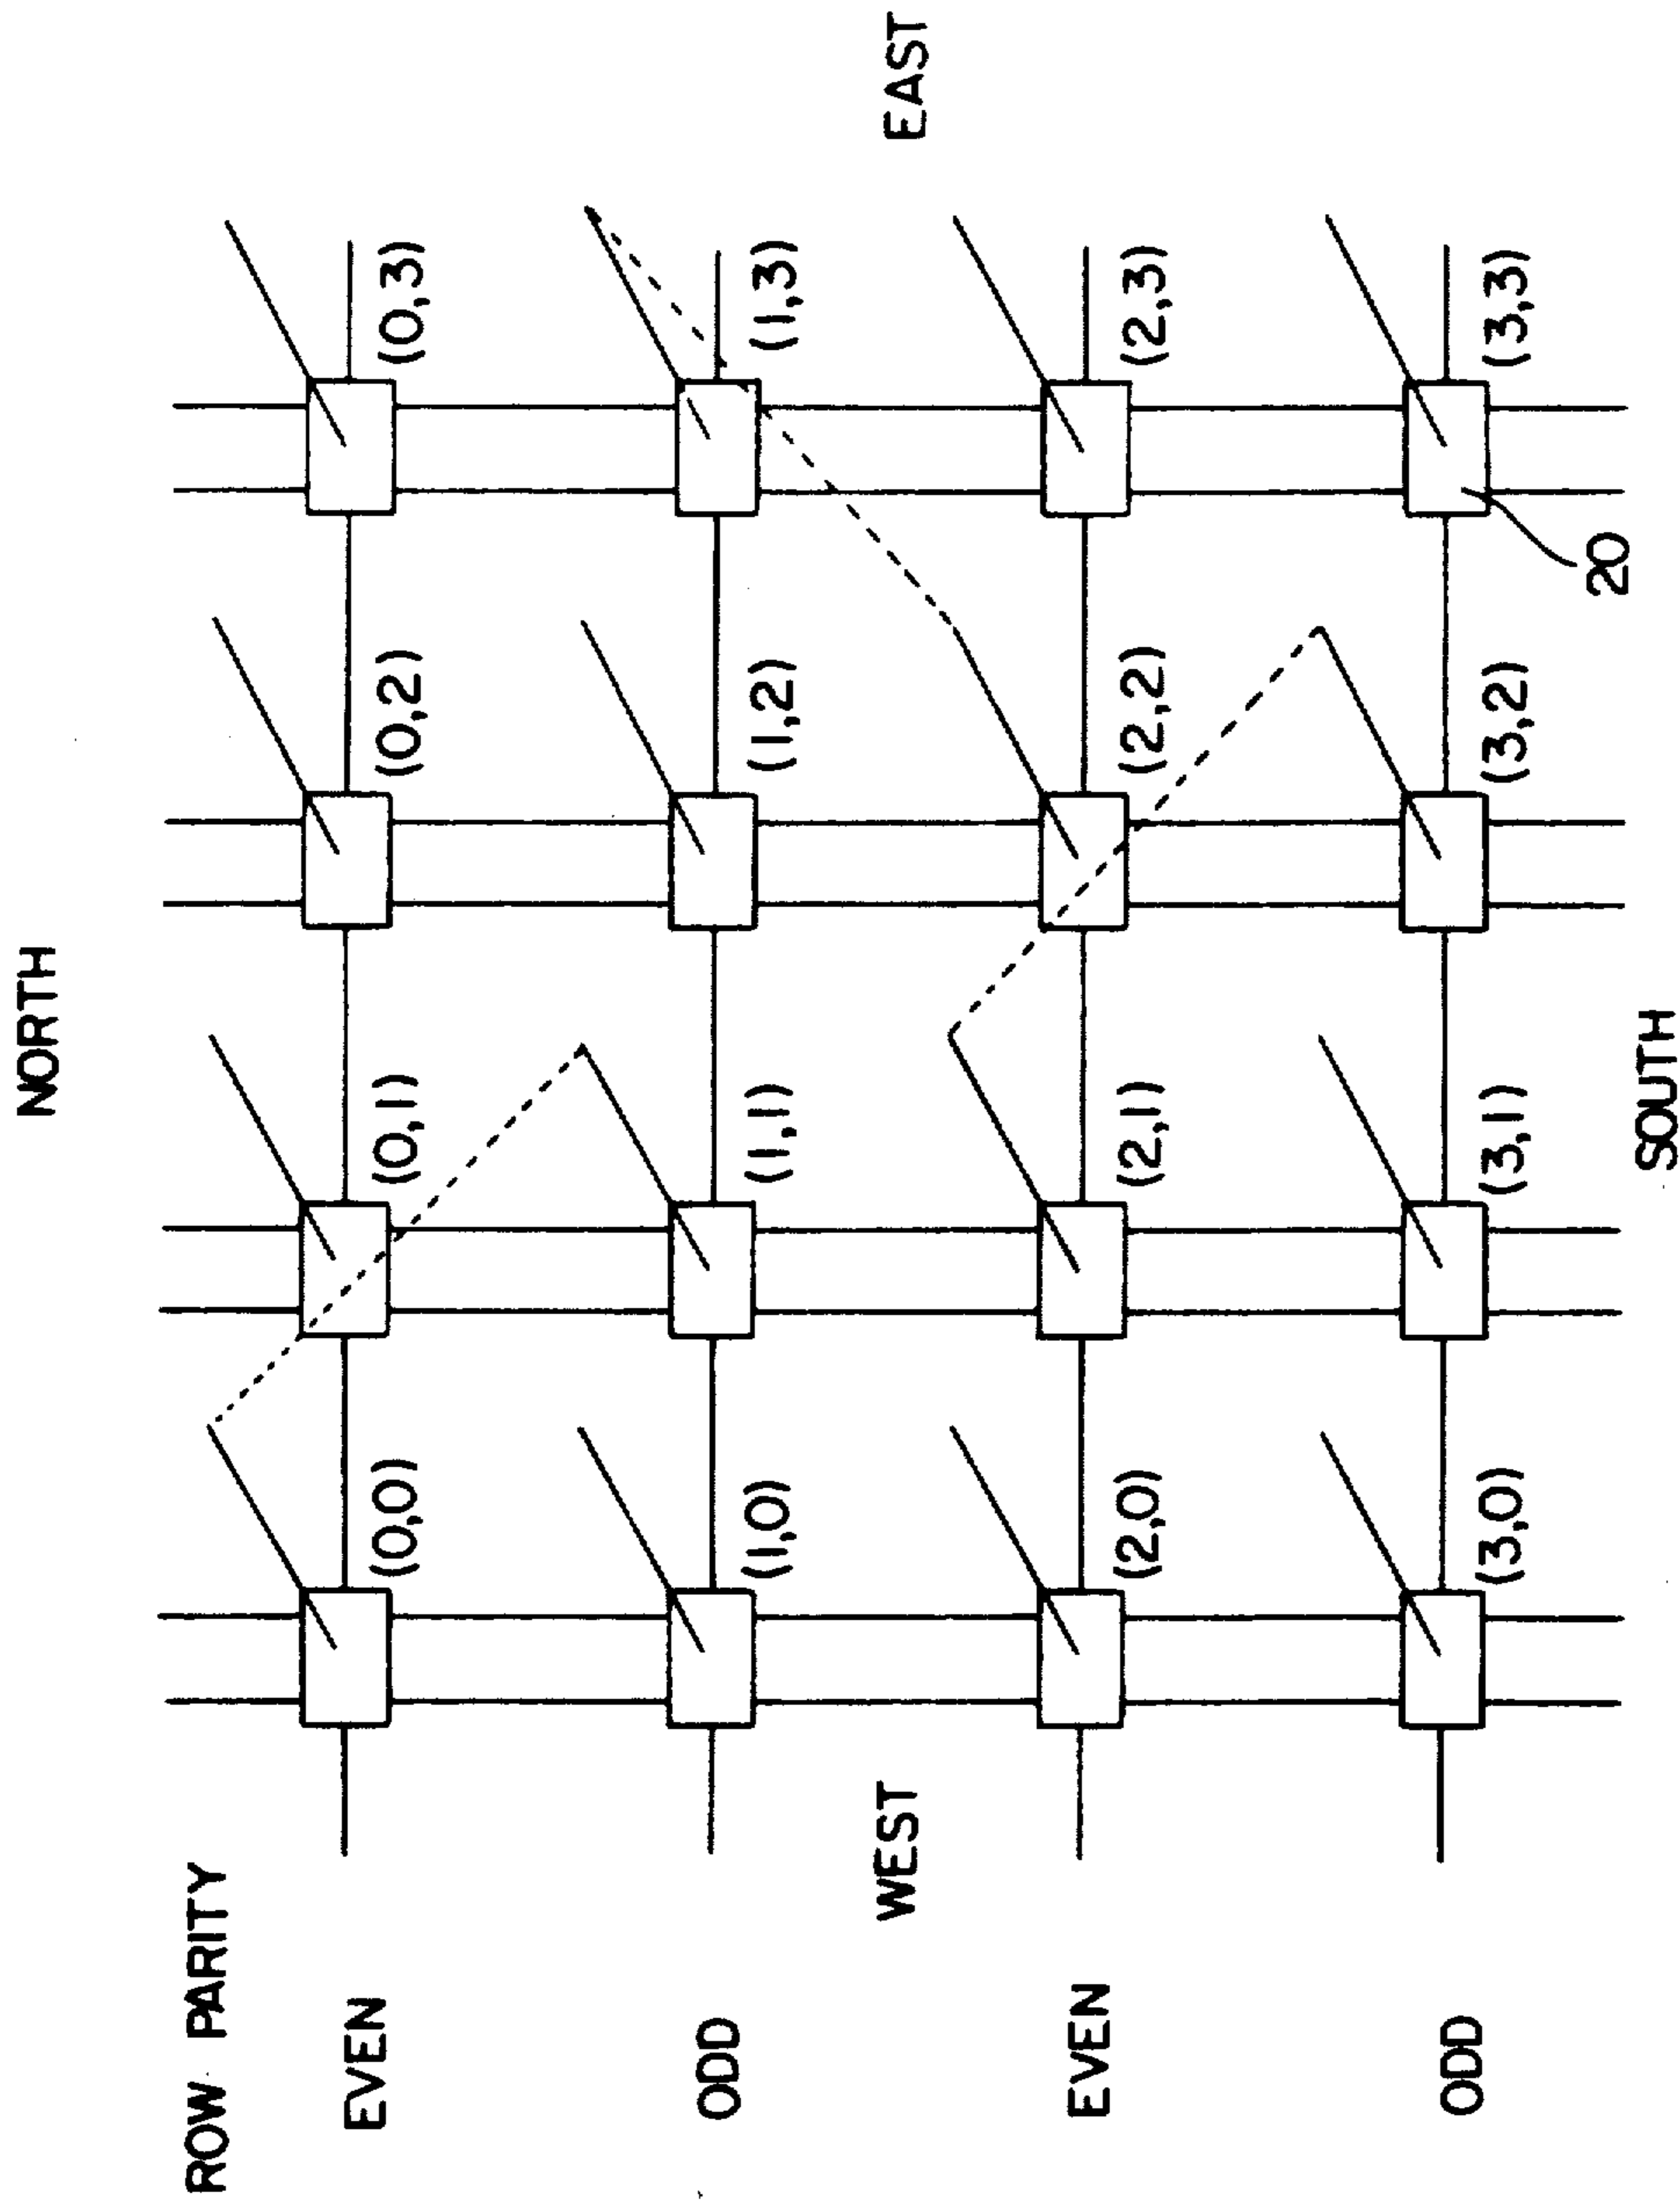 NORTH
ROW PARITY
EVEN
(0,0) (0,1) (0,2) (0,3)
ODD
(1,0) (1,1) (1,2) (1,3)
WEST
EAST
EVEN
(2,0) (2,1) (2,2) (2,3)
ODD
(3,0) (3,1) (3,2) (3,3)
20
SOUTH